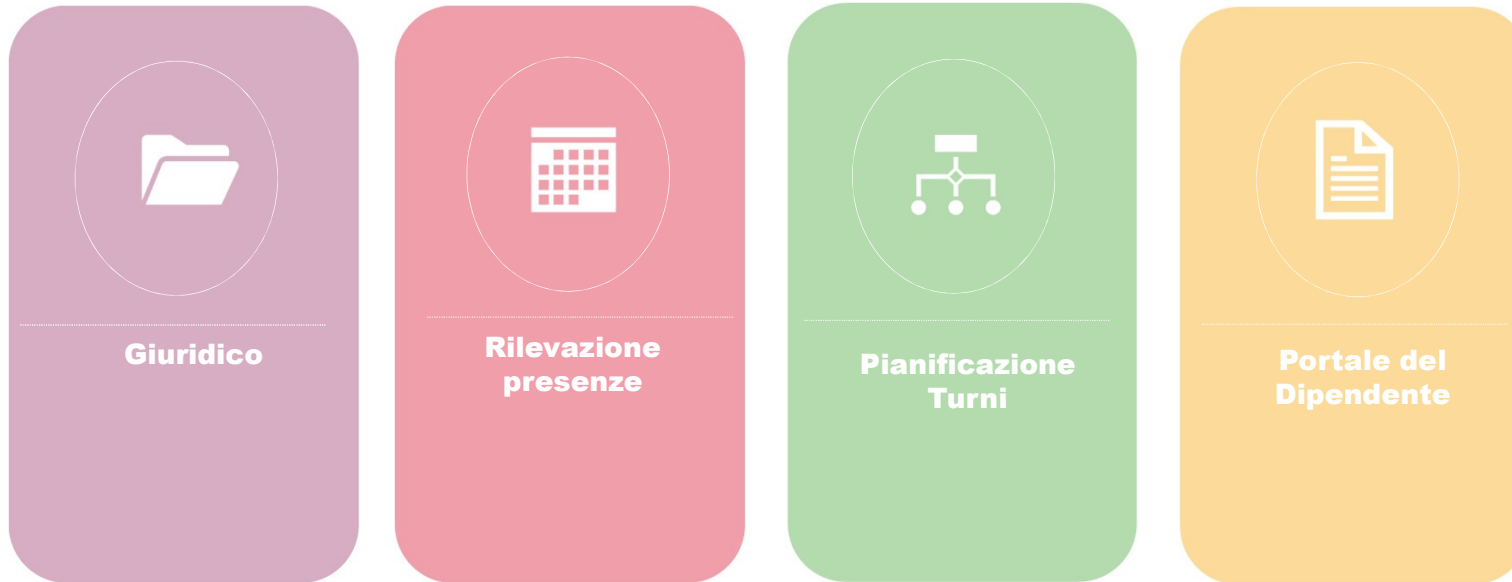 Giuridico
Rilevazione
presenze
Pianificazione
Turni
Portale del
Dipendente